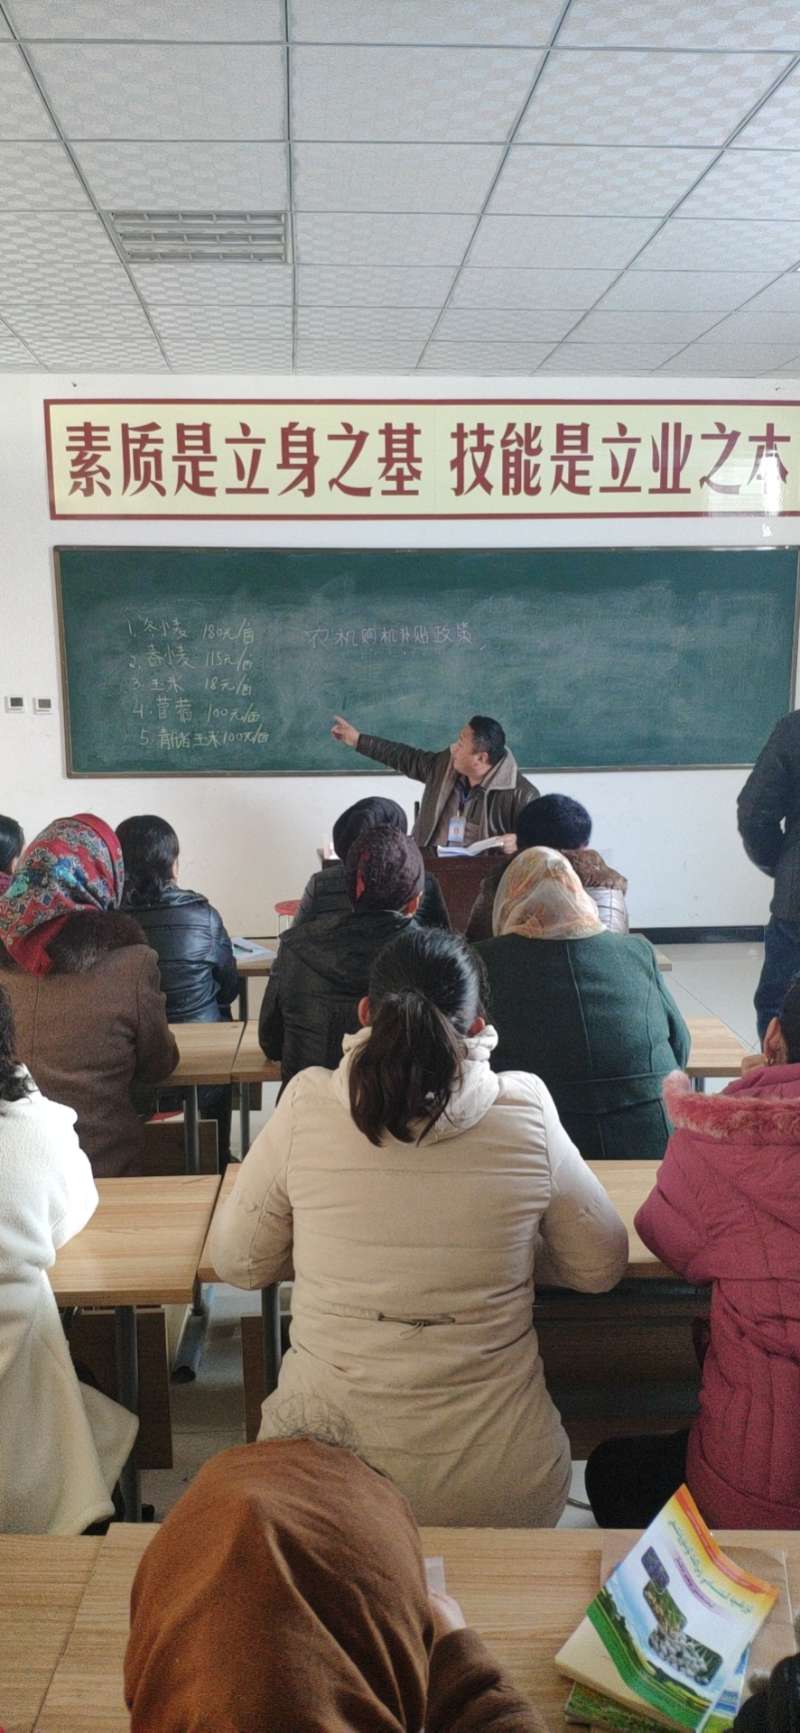 素质是立身之基 技能是立业之本
1. 冬小麦 180元/亩
2. 春小麦 115元/亩
3. 玉米 18元/亩
4. 苜蓿 100元/亩
5. 青储玉米 100元/亩
农机购机补贴政策